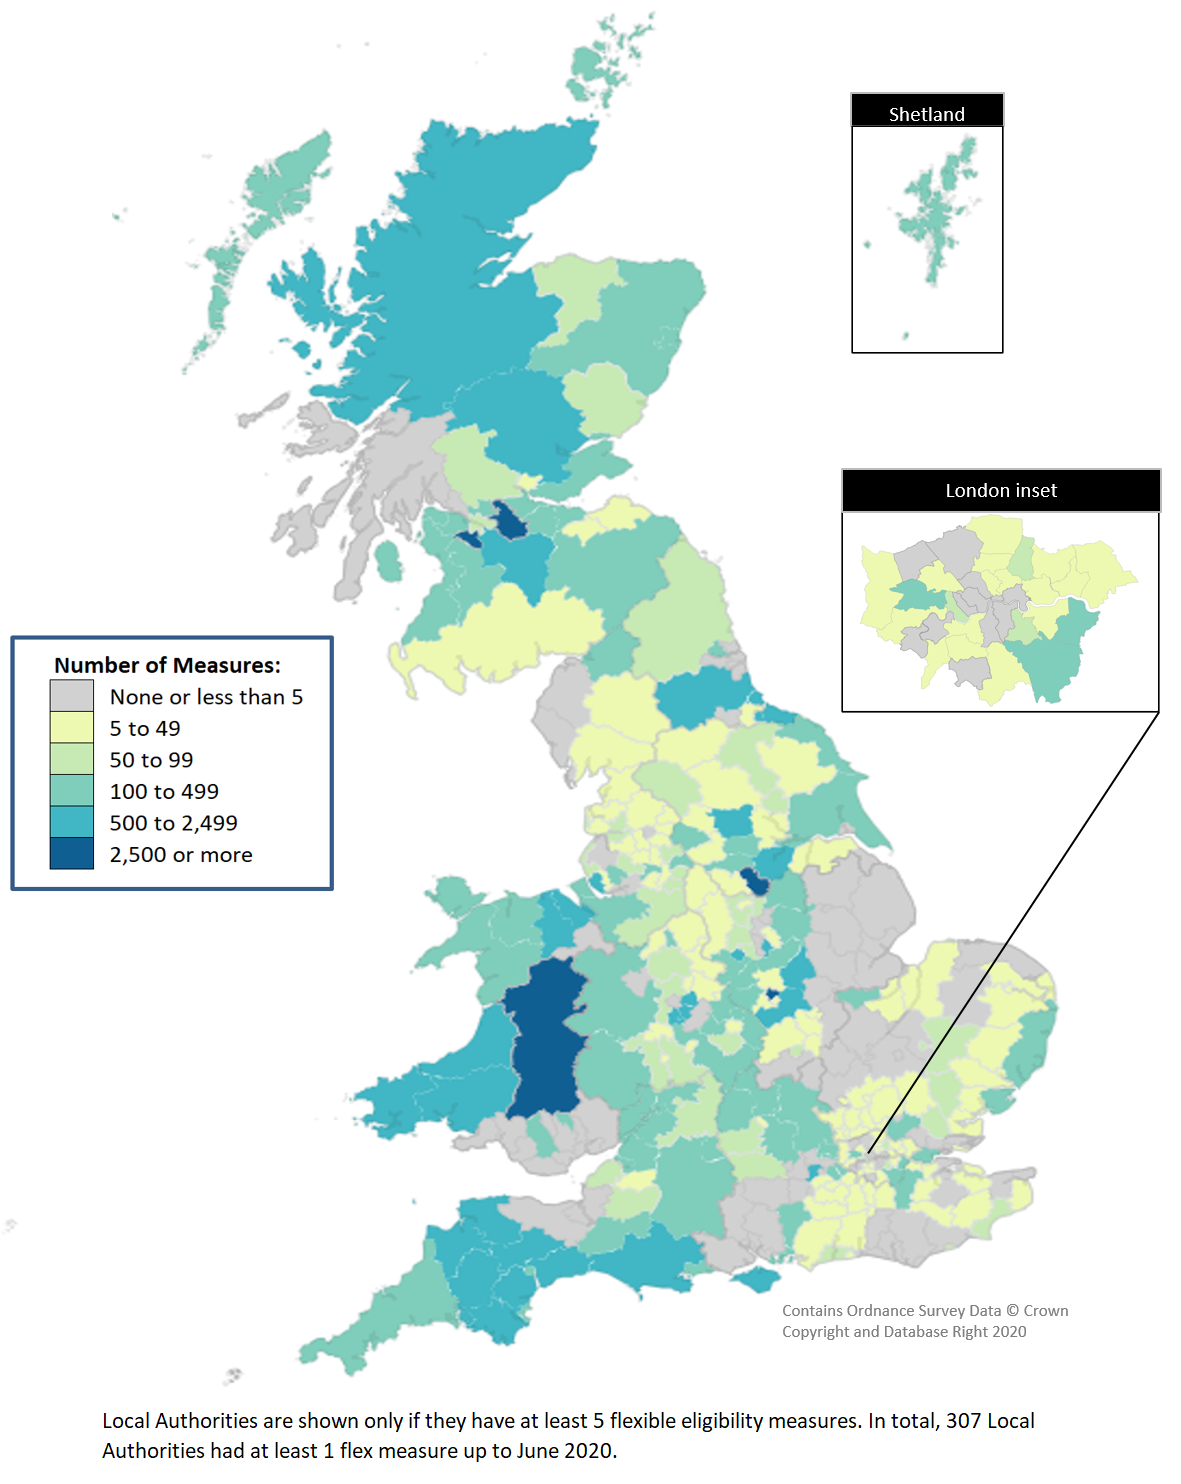 Shetland
London inset
Number of Measures:
None or less than 5
5 to 49
50 to 99
100 to 499
500 to 2,499
2,500 or more
Contains Ordnance Survey Data © Crown
Copyright and Database Right 2020
Local Authorities are shown only if they have at least 5 flexible eligibility measures. In total, 307 Local
Authorities had at least 1 flex measure up to June 2020.